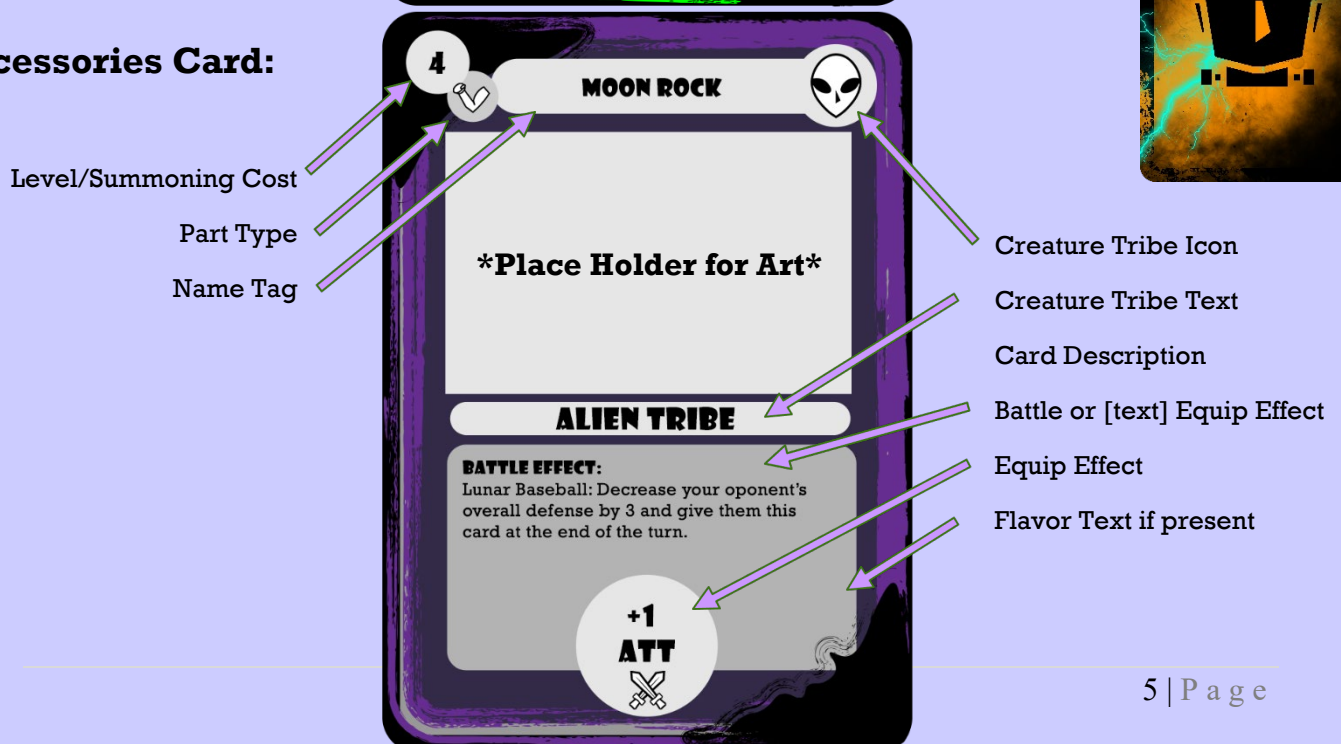 cessories Card:
4
MOON ROCK
Level/Summoning Cost
Part Type
Name Tag
*Place Holder for Art*
Creature Tribe Icon
Creature Tribe Text
Card Description
Battle or [text] Equip Effect
Equip Effect
Flavor Text if present
ALIEN TRIBE
BATTLE EFFECT:
Lunar Baseball: Decrease your oponent's
overall defense by 3 and give them this
card at the end of the turn.
+1
ATT
5 | P a g e